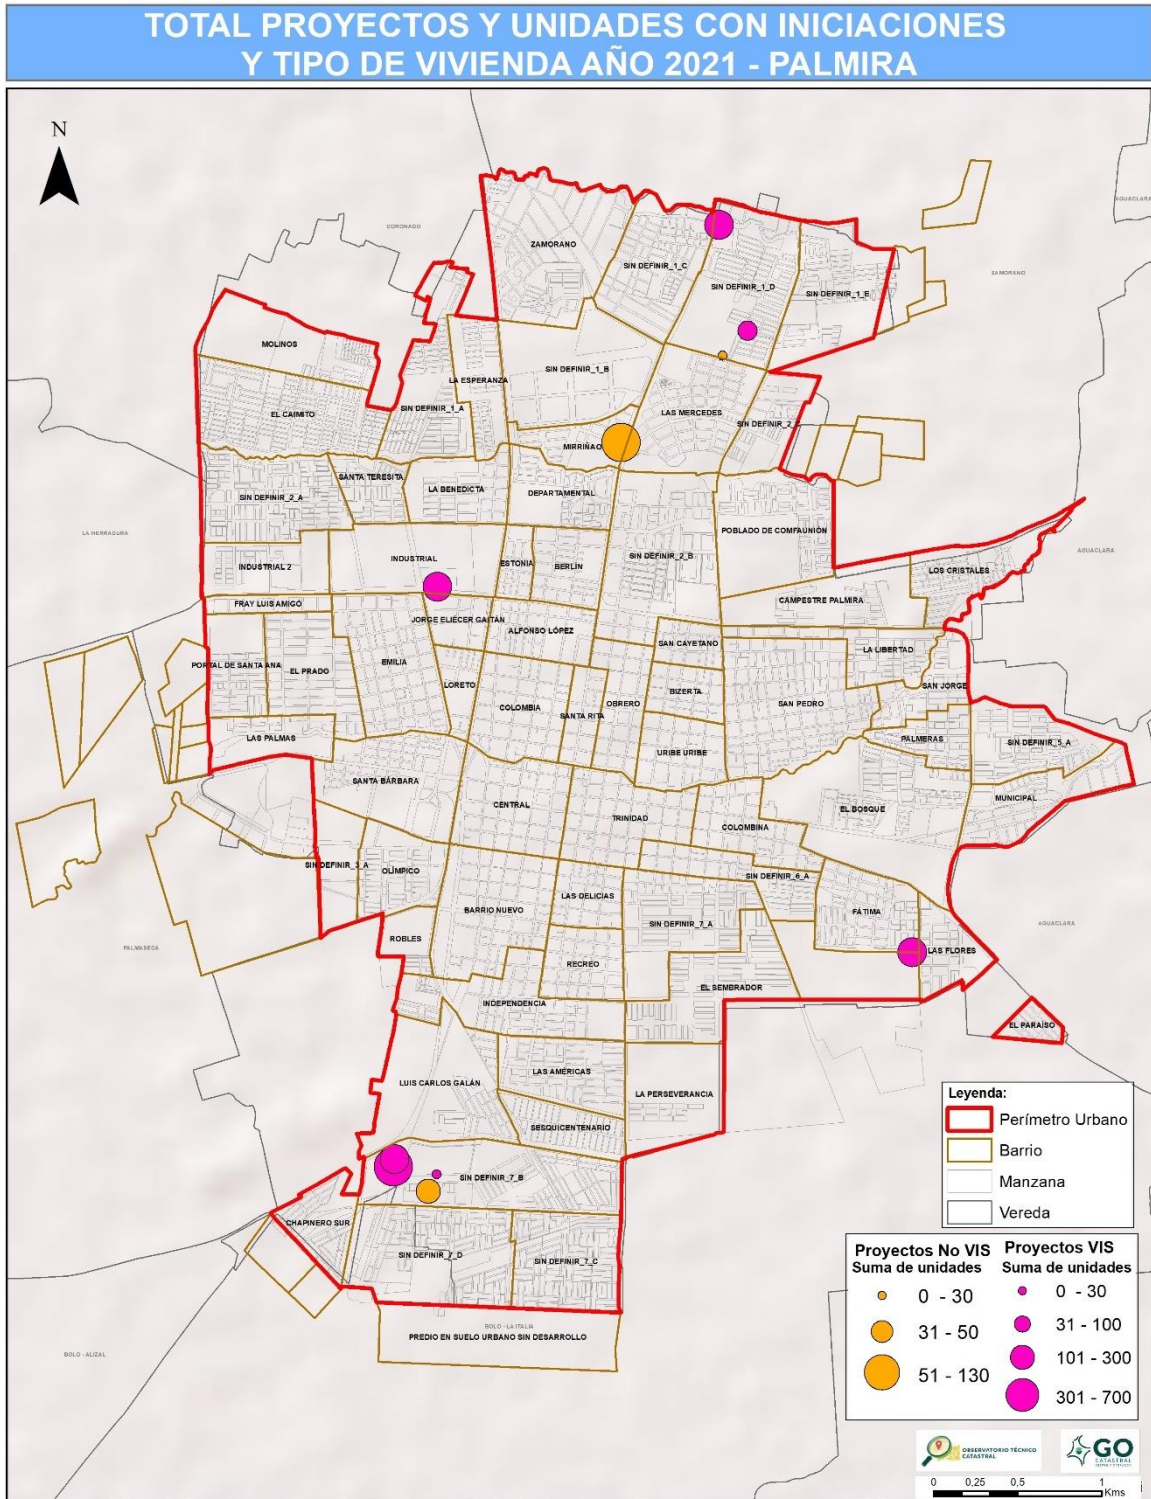 TOTAL PROYECTOS Y UNIDADES CON INICIACIONES
Y TIPO DE VIVIENDA AÑO 2021 - PALMIRA
N
AGUACLARA
CORONADO
ZAMORANO
SIN DEFINIR_1_C
ZAMORANO
SIN DEFINIR_1_D
SIN DEFINIR_1_E
MOLINOS
SIN DEFINIR_1_B
LA ESPERANZA
EL CAIMITO
SIN DEFINIR_1_A
LAS MERCEDES
SIN DEFINIR_2_
MIRRIÑAO
SANTA TERESITA
LA BENEDICTA
DEPARTAMENTAL
SIN DEFINIR_2_A
LA HERRADURA
POBLADO DE COMFAUNIÓN
AGUACLARA
INDUSTRIAL
SIN DEFINIR_2_B
ESTONIA
BERLÍN
INDUSTRIAL 2
LOS CRISTALES
FRAY LUIS AMIGO
CAMPESTRE PALMIRA
JORGE ELIÉCER GAITÁN
ALFONSO LÓPEZ
SAN CAYETANO
LA LIBERTAD
PORTAL DE SANTA ANA
EL PRADO
EMILIA
LORETO
BIZERTA
SAN JORGE
COLOMBIA
SANTA RITA
OBRERO
SAN PEDRO
LAS PALMAS
PALMERAS
SIN DEFINIR_5_A
URIBE URIBE
SANTA BÁRBARA
CENTRAL
TRINIDAD
COLOMBINA
EL BOSQUE
MUNICIPAL
SIN DEFINIR_3_A
OLÍMPICO
SIN DEFINIR_6_A
LAS DELICIAS
BARRIO NUEVO
FÁTIMA
SIN DEFINIR_7_A
AGUACLARA
PALMASECA
ROBLES
LAS FLORES
RECREO
EL SEMBRADOR
INDEPENDENCIA
EL PARAÍSO
LAS AMÉRICAS
LUIS CARLOS GALÁN
LA PERSEVERANCIA
SESQUICENTENARIO
SIN DEFINIR_7_B
CHAPINERO SUR
SIN DEFINIR_7_D
SIN DEFINIR_7_C
BOLO - LA ITALIA
PREDIO EN SUELO URBANO SIN DESARROLLO
BOLO - ALIZAL
Leyenda:
Perímetro Urbano
Barrio
Manzana
Vereda
Proyectos No VIS
Suma de unidades
0 - 30
31 - 50
51 - 130
Proyectos VIS
Suma de unidades
0 - 30
31 - 100
101 - 300
301 - 700
OBSERVATORIO TÉCNICO
CATASTRAL
GO
CATASTRAL
0 0,25 0,5 1
Kms